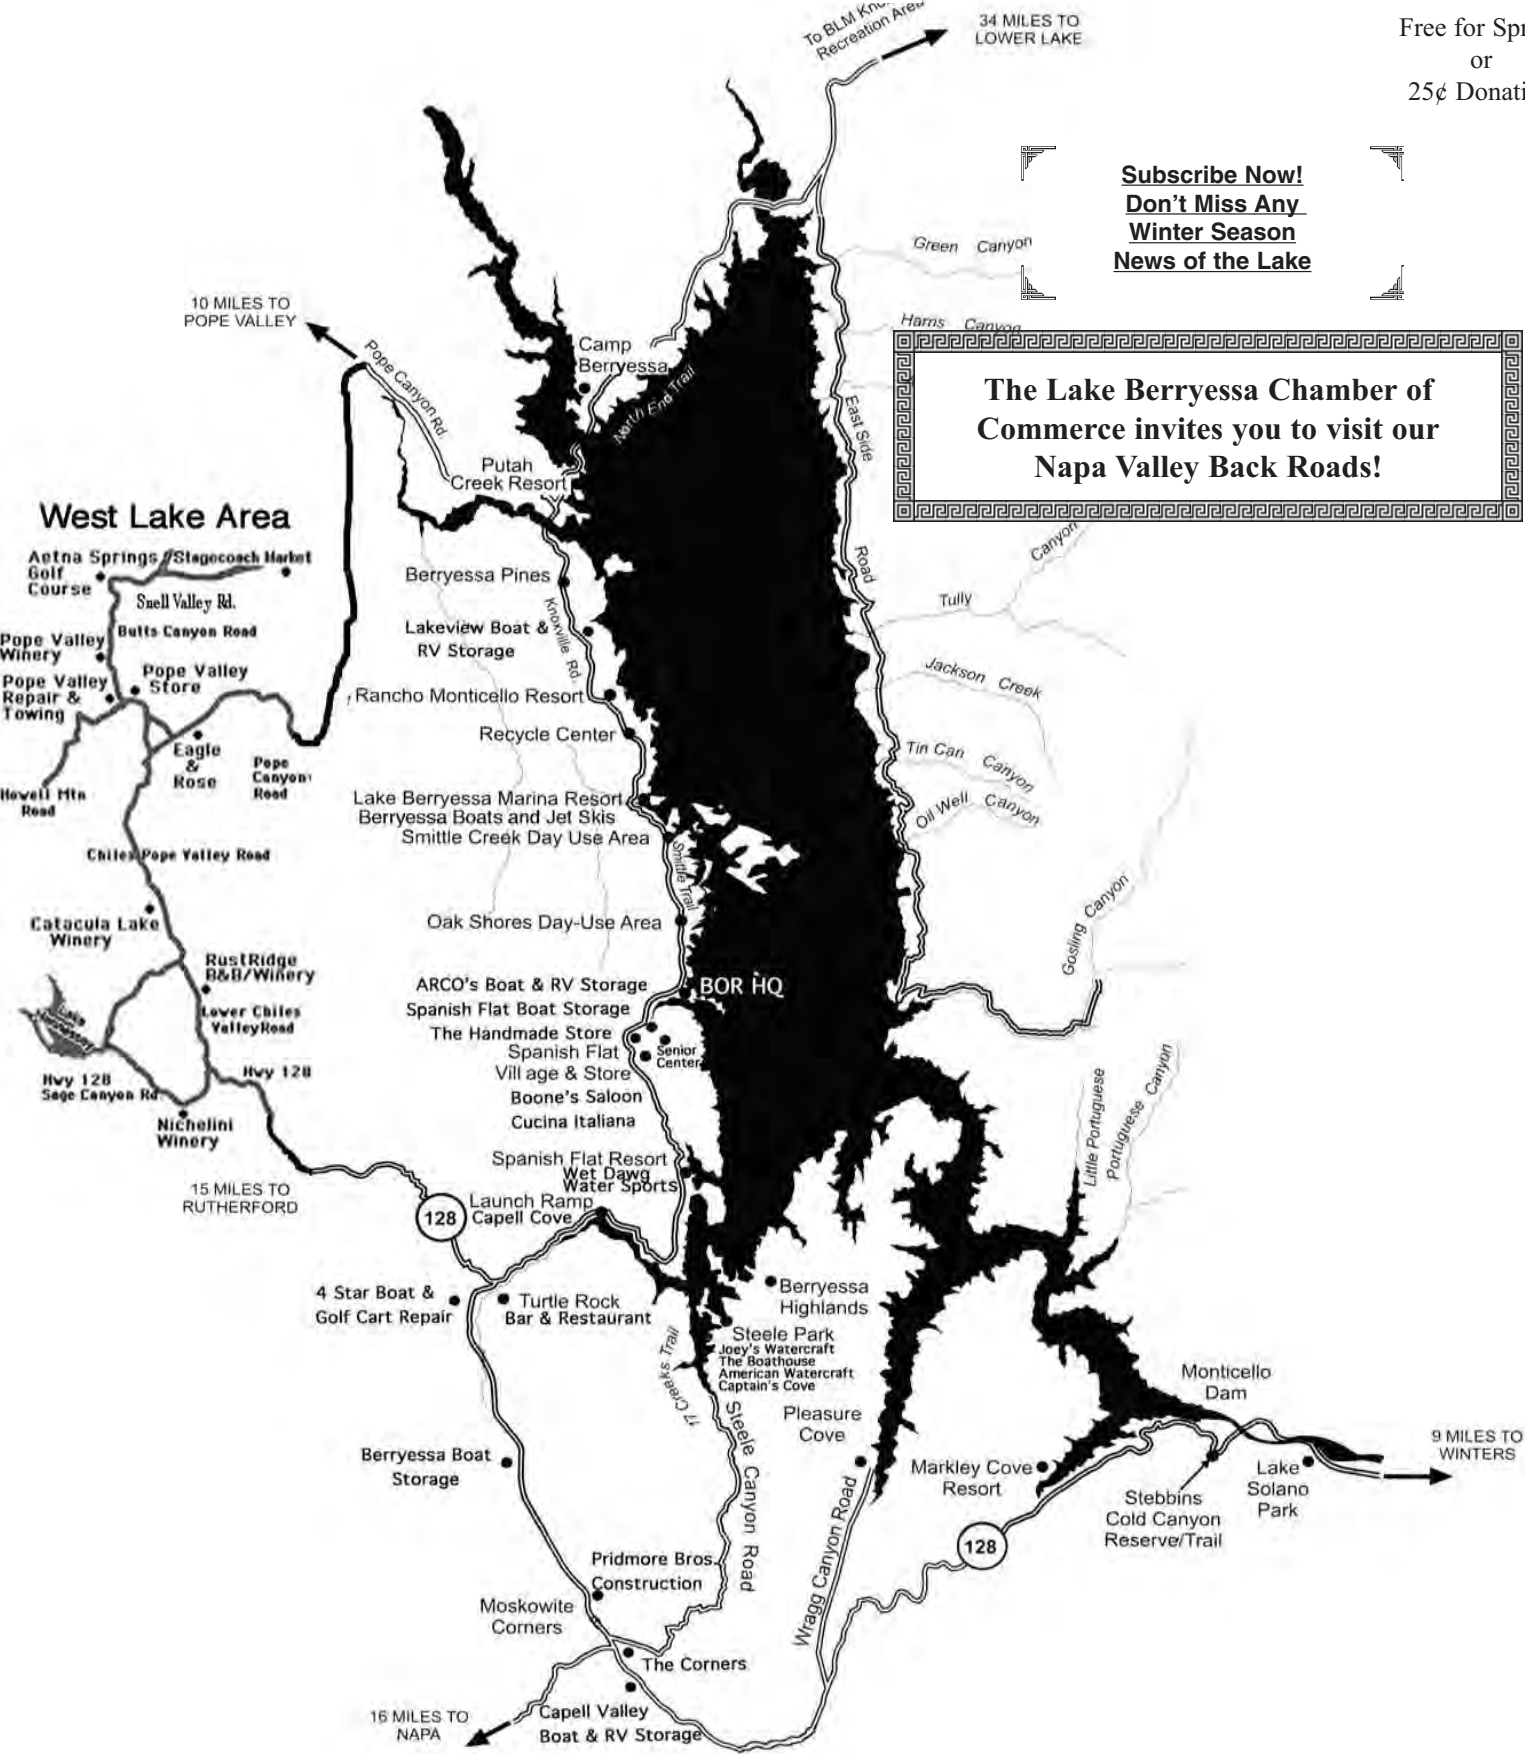 To BLM
Recreation Area
34 MILES TO
LOWER LAKE
Free for
or
25¢
Subscribe Now!
Don't Miss Any
Winter Season
News of the Lake
Green Canyon
Harris Canyon
The Lake Berryessa Chamber of
Commerce invites you to visit our
Napa Valley Back Roads!
10 MILES TO
POPE VALLEY
Pope Canyon Rd.
Camp
Berryessa
North End Trail
East Side
Road
Putah
Creek Resort
West Lake Area
Aetna Springs
Golf
Course
Stagecoach Market
Snell Valley Rd.
Butts Canyon Road
Pope Valley
Winery
Pope Valley
Repair &
Towing
Pope Valley
Store
Eagle
&
Rose
Pope
Canyon
Road
Howell Mtn
Road
Chiles Pope Valley Road
Catacula Lake
Winery
RustRidge
B&B/Winery
Lower Chiles
Valley Road
Lake
Hwy 128
Sage Canyon Rd
Hwy 128
Nichelini
Winery
15 MILES TO
RUTHERFORD
Berryessa Pines
Knoxville Rd.
Lakeview Boat &
RV Storage
Rancho Monticello Resort
Recycle Center
Lake Berryessa Marina Resort
Berryessa Boats and Jet Skis
Smittle Creek Day Use Area
Smittle Trail
Oak Shores Day-Use Area
ARCO's Boat & RV Storage
BOR HQ
Spanish Flat Boat Storage
The Handmade Store
Spanish Flat
Vil age & Store
Senior
Center
Boone's Saloon
Cucina Italiana
Spanish Flat Resort
Wet Dawg
Water Sports
Launch Ramp
Capell Cove
128
Canyon
Tully
Jackson Creek
Tin Can Canyon
Oil Well Canyon
Gosling Canyon
Little Portuguese
Portuguese Canyon
4 Star Boat &
Golf Cart Repair
Turtle Rock
Bar & Restaurant
Berryessa
Highlands
Steele Park
Joey's Watercraft
The Boathouse
American Watercraft
Captain's Cove
17 Creeks Trail
Steele Canyon Road
Pleasure
Cove
Monticello
Dam
9 MILES TO
WINTERS
Berryessa Boat
Storage
Markley Cove
Resort
Lake
Solano
Park
Stebbins
Cold Canyon
Reserve/Trail
128
Wragg Canyon Road
Pridmore Bros.
Construction
Moskowite
Corners
The Corners
16 MILES TO
NAPA
Capell Valley
Boat & RV Storage